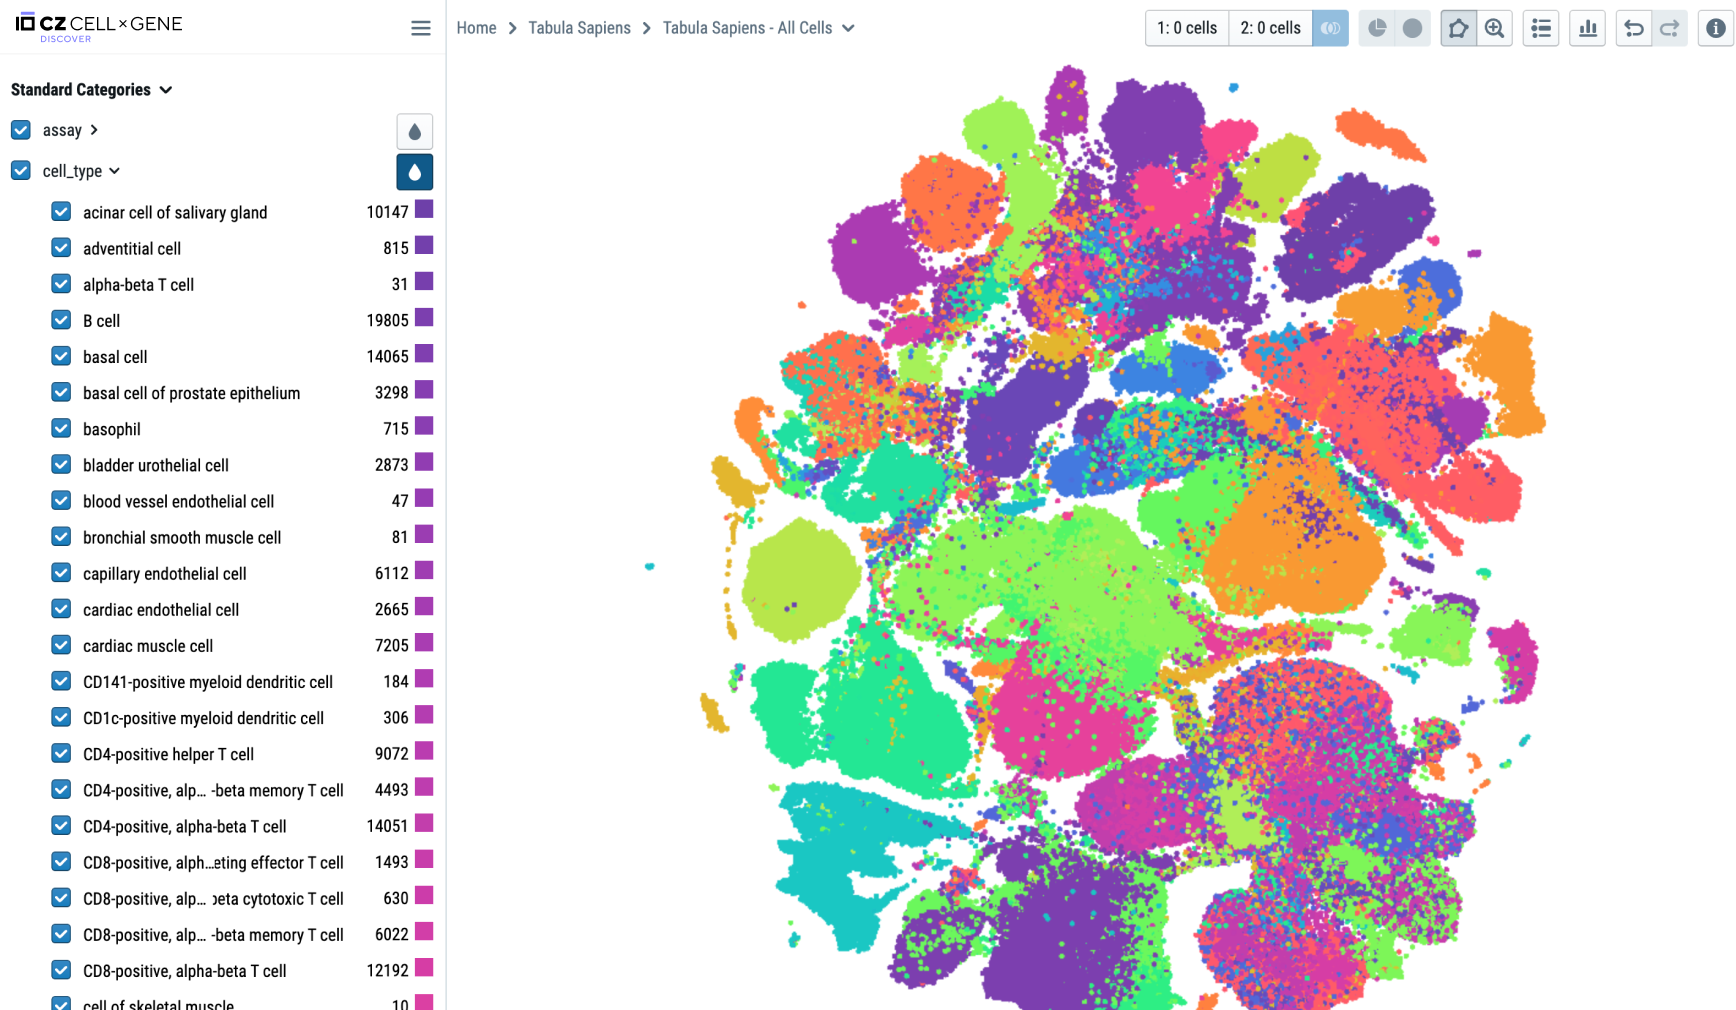 CZ CELL×GENE
DISCOVER
Home > Tabula Sapiens > Tabula Sapiens - All Cells
1: 0 cells 2: 0 cells
Standard Categories
assay
cell_type
acinar cell of salivary gland 10147
adventitial cell 815
alpha-beta T cell 31
B cell 19805
basal cell 14065
basal cell of prostate epithelium 3298
basophil 715
bladder urothelial cell 2873
blood vessel endothelial cell 47
bronchial smooth muscle cell 81
capillary endothelial cell 6112
cardiac endothelial cell 2665
cardiac muscle cell 7205
CD141-positive myeloid dendritic cell 184
CD1c-positive myeloid dendritic cell 306
CD4-positive helper T cell 9072
CD4-positive, alp... -beta memory T cell 4493
CD4-positive, alpha-beta T cell 14051
CD8-positive, alph...eting effector T cell 1493
CD8-positive, alp... beta cytotoxic T cell 630
CD8-positive, alp... -beta memory T cell 6022
CD8-positive, alpha-beta T cell 12192
cell of skeletal muscle 10